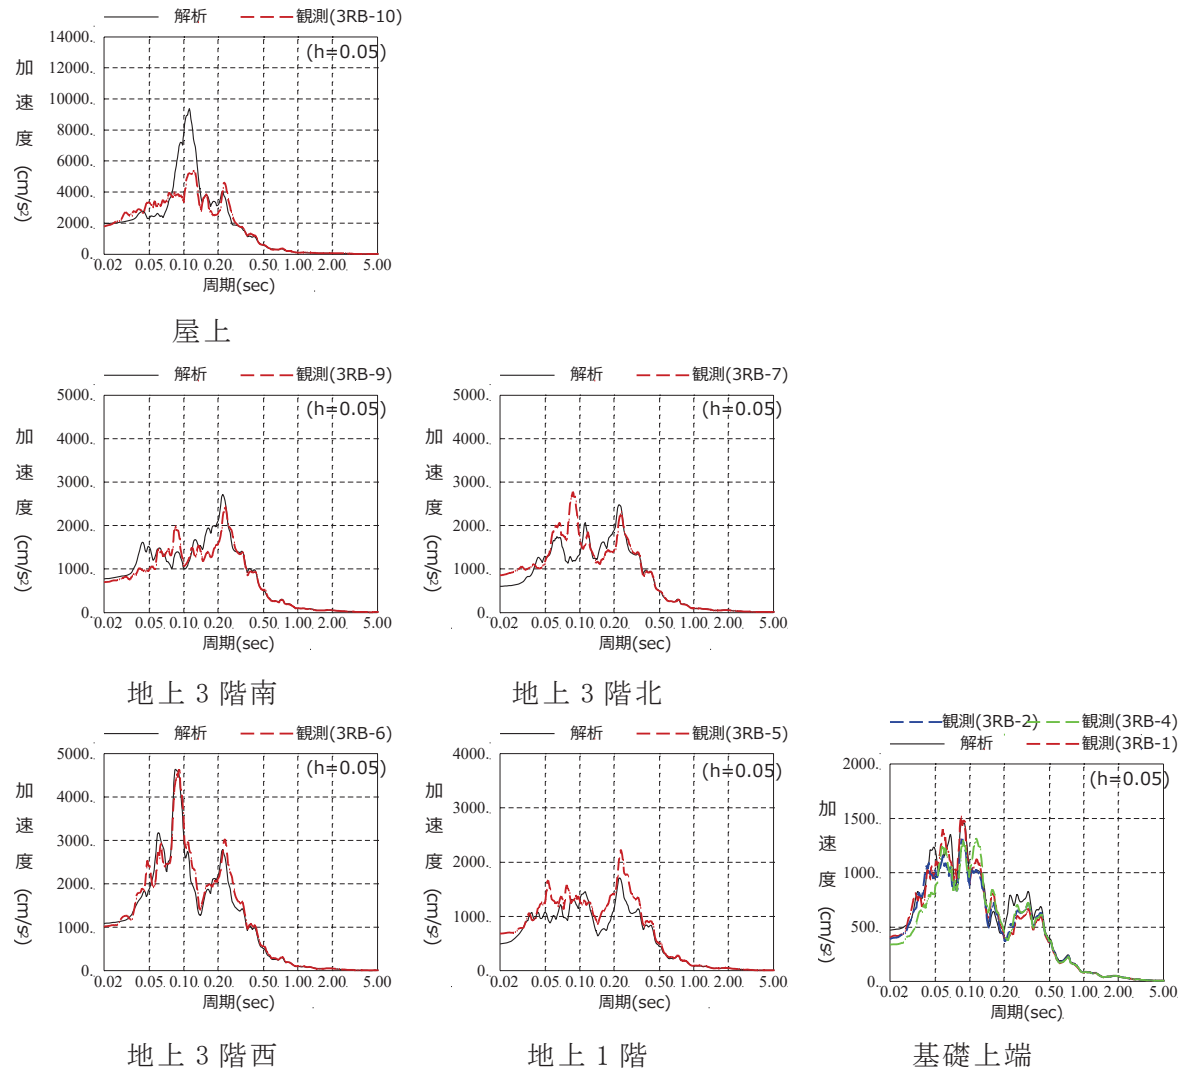 解析 観測(3RB-10)
(h=0.05)
加速度 (cm/s2)
14000.
12000.
10000.
8000.
6000.
4000.
2000.
0.
0.02 0.05 0.10 0.20 0.50 1.00 2.00 5.00
周期(sec)
屋上
解析 観測(3RB-9)
(h=0.05)
加速度 (cm/s2)
5000.
4000.
3000.
2000.
1000.
0.
0.02 0.05 0.10 0.20 0.50 1.00 2.00 5.00
周期(sec)
地上3階南
解析 観測(3RB-7)
(h=0.05)
加速度 (cm/s2)
5000.
4000.
3000.
2000.
1000.
0.
0.02 0.05 0.10 0.20 0.50 1.00 2.00 5.00
周期(sec)
地上3階北
解析 観測(3RB-6)
(h=0.05)
加速度 (cm/s2)
5000.
4000.
3000.
2000.
1000.
0.
0.02 0.05 0.10 0.20 0.50 1.00 2.00 5.00
周期(sec)
地上3階西
解析 観測(3RB-5)
(h=0.05)
加速度 (cm/s2)
4000.
3000.
2000.
1000.
0.
0.02 0.05 0.10 0.20 0.50 1.00 2.00 5.00
周期(sec)
地上1階
観測(3RB-2) 観測(3RB-4)
解析 観測(3RB-1)
(h=0.05)
加速度 (cm/s2)
2000.
1500.
1000.
500.
0.
0.02 0.05 0.10 0.20 0.50 1.00 2.00 5.00
周期(sec)
基礎上端